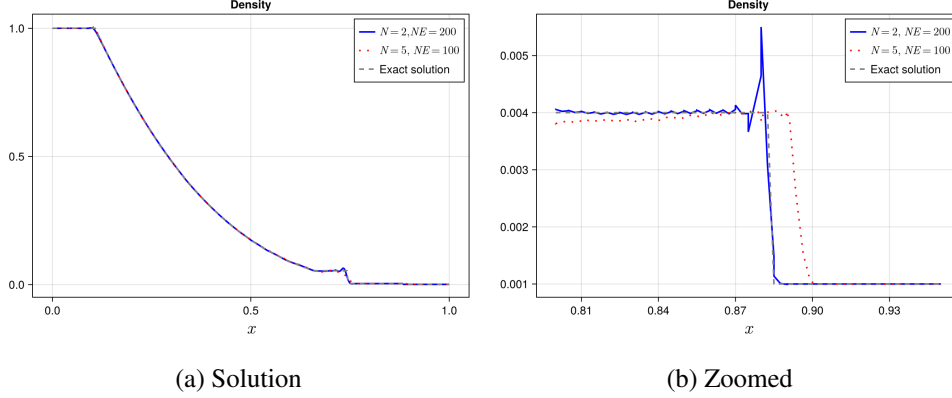 Density
1.0
0.5
0.0
N = 2, NE = 200
N = 5, NE = 100
Exact solution
0.0
0.5
1.0
x
(a) Solution
Density
0.005
0.004
0.003
0.002
0.001
N = 2, NE = 200
N = 5, NE = 100
Exact solution
0.81
0.84
0.87
0.90
0.93
x
(b) Zoomed